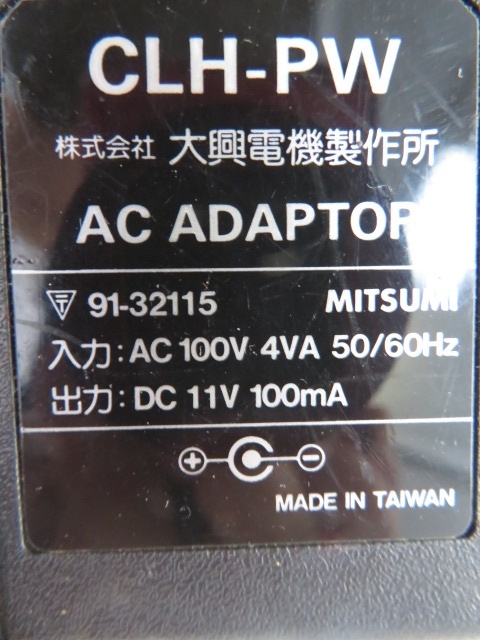 CLH-PW
株式会社 大興電機製作所
AC ADAPTOR
91-32115 MITSUMI
入力: AC 100V 4VA 50/60Hz
出力: DC 11V 100mA
MADE IN TAIWAN